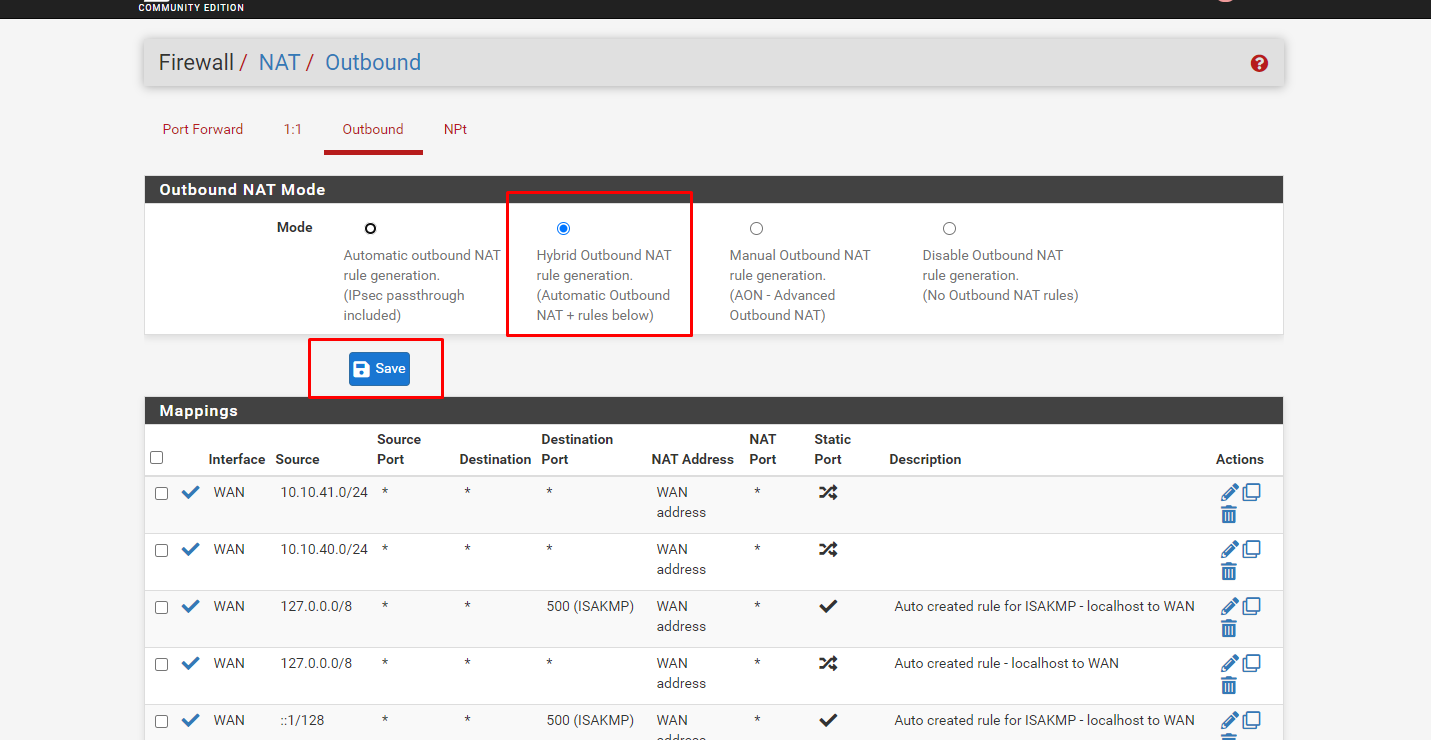 COMMUNITY EDITION
Firewall / NAT / Outbound
Port Forward 1:1 Outbound NPt
Outbound NAT Mode
Mode
Automatic outbound NAT
rule generation.
(IPsec passthrough
included)
Hybrid Outbound NAT
rule generation.
(Automatic Outbound
NAT + rules below)
Manual Outbound NAT
rule generation.
(AON - Advanced
Outbound NAT)
Disable Outbound NAT
rule generation.
(No Outbound NAT rules)
Save
Mappings
Interface Source Source Port Destination Destination Port NAT Address NAT Port Static Port Description Actions
WAN 10.10.41.0/24 * * * WAN address *
WAN 10.10.40.0/24 * * * WAN address *
WAN 127.0.0.0/8 * * 500 (ISAKMP) WAN address * Auto created rule for ISAKMP - localhost to WAN
WAN 127.0.0.0/8 * * * WAN address * Auto created rule - localhost to WAN
WAN ::1/128 * * 500 (ISAKMP) WAN address * Auto created rule for ISAKMP - localhost to WAN